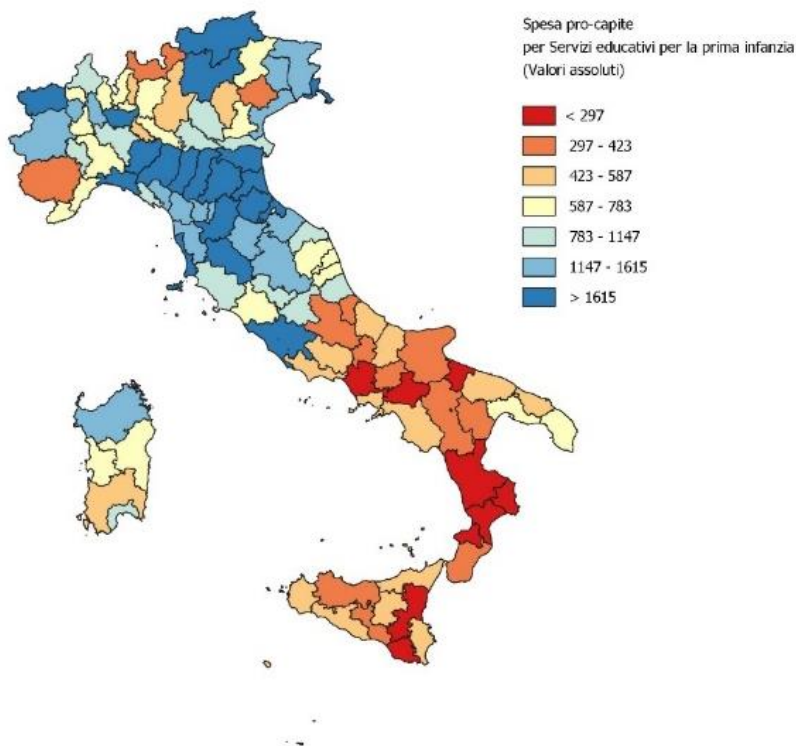 Spesa pro-capite
per Servizi educativi per la prima infanzia
(Valori assoluti)
< 297
297 - 423
423 - 587
587 - 783
783 - 1147
1147 - 1615
> 1615